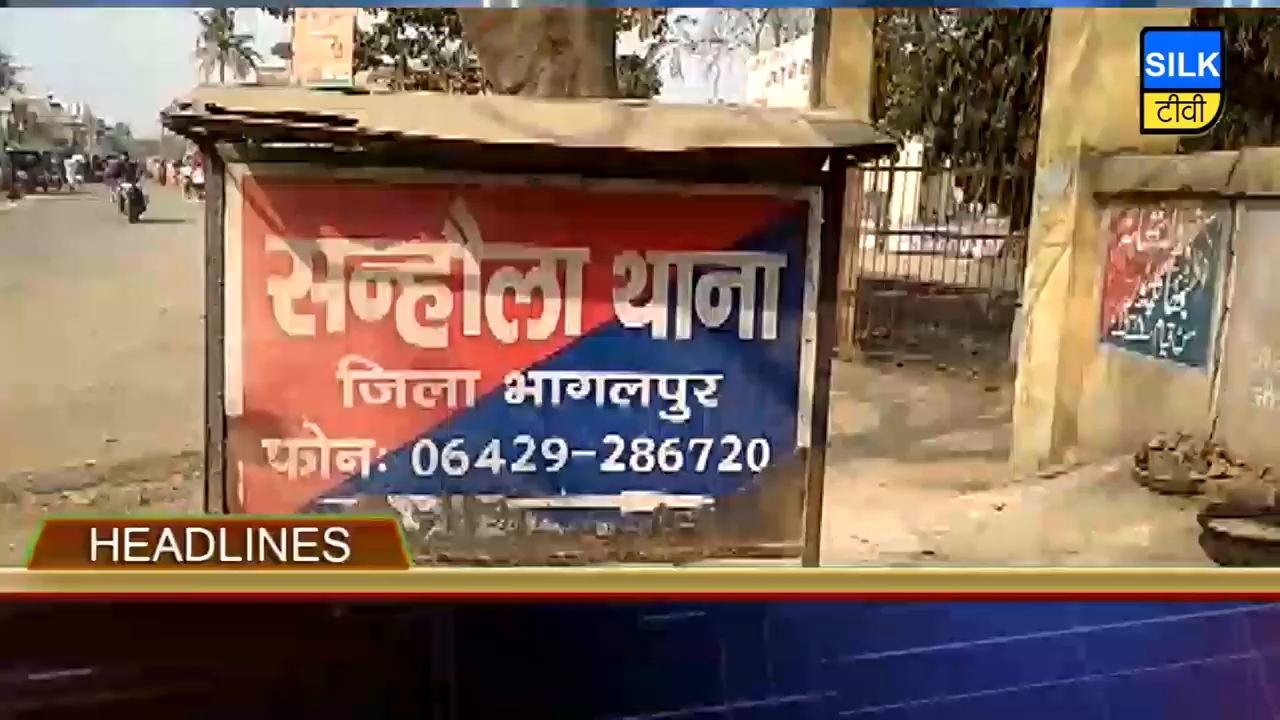 SILK
टीवी
सन्हौला थाना
जिला भागलपुर
फोन: 06429-286720
HEADLINES